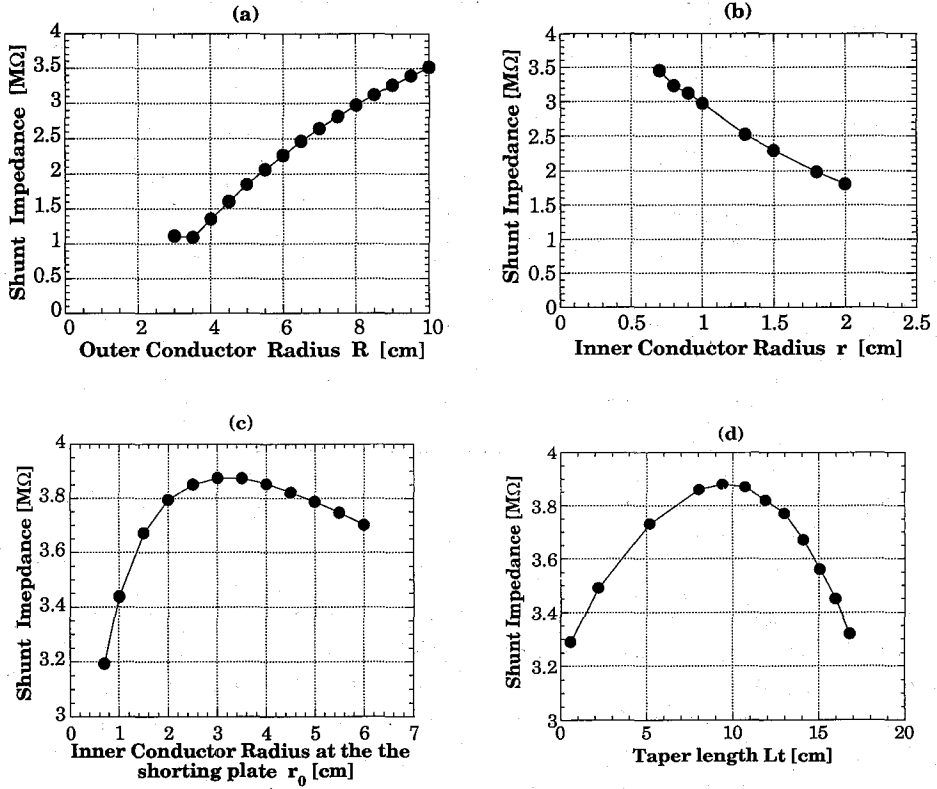 (a)
Shunt Impedance [MΩ]
4
3.5
3
2.5
2
1.5
1
0.5
0
0 2 4 6 8 10
Outer Conductor Radius R [cm]
(b)
Shunt Inpedance [MΩ]
4
3.5
3
2.5
2
1.5
1
0.5
0
0 0.5 1 1.5 2 2.5
Inner Conductor Radius r [cm]
(c)
Shunt Imepdance [MΩ]
4
3.8
3.6
3.4
3.2
3
0 1 2 3 4 5 6 7
Inner Conductor Radius at the the
shorting plate r₀ [cm]
(d)
Shunt Impedance [MΩ]
4
3.8
3.6
3.4
3.2
3
0 5 10 15 20
Taper length Lt [cm]